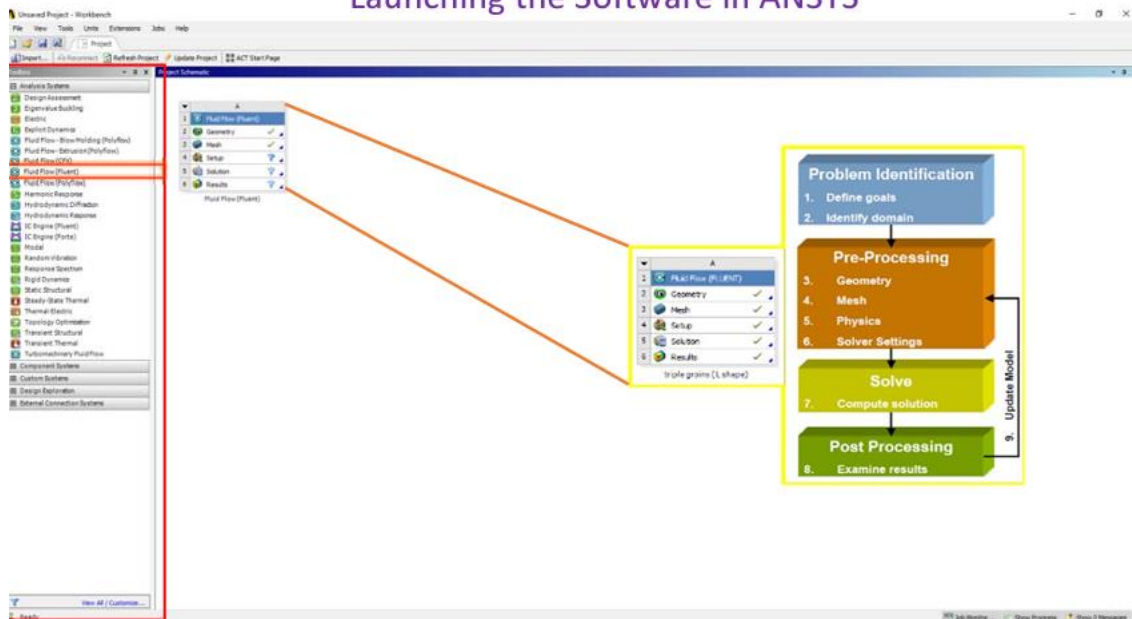 Launching the Software in ANSYS
Unsaved Project - Workbench
File View Tools Units Extensions Jobs Help
Project
Import... Reconnect Refresh Project Update Project ACT Start Page
Toolbox
Project Schematic
Analysis Systems
Design Assessment
Eigenvalue Buckling
Electric
Explicit Dynamics
Fluid Flow - Blow Molding (Polyflow)
Fluid Flow - Extrusion (Polyflow)
Fluid Flow (CFX)
Fluid Flow (Fluent)
Fluid Flow (Polyflow)
Harmonic Response
Hydrodynamic Diffraction
Hydrodynamic Response
IC Engine (Fluent)
IC Engine (Forte)
Modal
Random Vibration
Response Spectrum
Rigid Dynamics
Static Structural
Steady-State Thermal
Thermal-Electric
Topology Optimization
Transient Structural
Transient Thermal
Turbomachinery Fluid Flow
Component Systems
Custom Systems
Design Exploration
External Connection Systems
View All / Customize...
Ready
A
1 Fluid Flow (Fluent)
2 Geometry
3 Mesh
4 Setup
5 Solution
6 Results
Fluid Flow (Fluent)
A
1 Fluid Flow (FLUENT)
2 Geometry
3 Mesh
4 Setup
5 Solution
6 Results
triple groins (L shape)
Problem Identification
1. Define goals
2. Identify domain
Pre-Processing
3. Geometry
4. Mesh
5. Physics
6. Solver Settings
Solve
7. Compute solution
Post Processing
8. Examine results
9. Update Model
Job Monitor... Show Progress Show 0 Messages